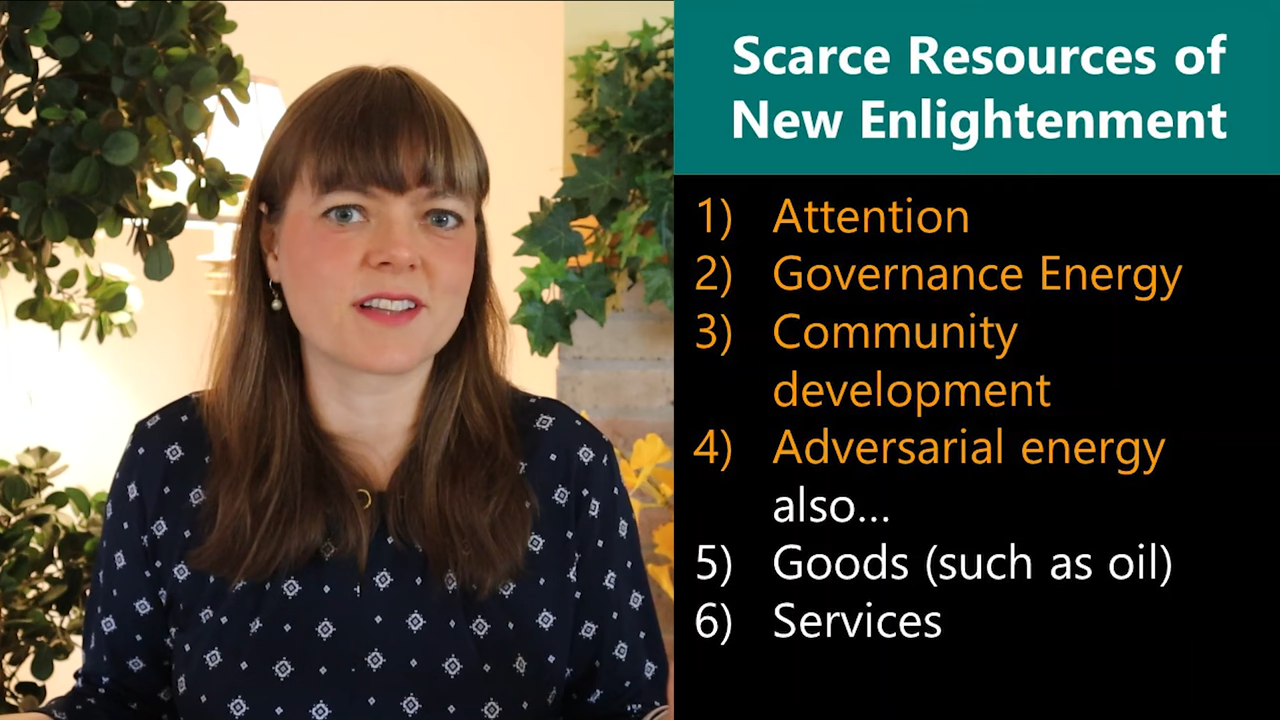 Scarce Resources of
New Enlightenment
1) Attention
2) Governance Energy
3) Community
development
4) Adversarial energy
also...
5) Goods (such as oil)
6) Services